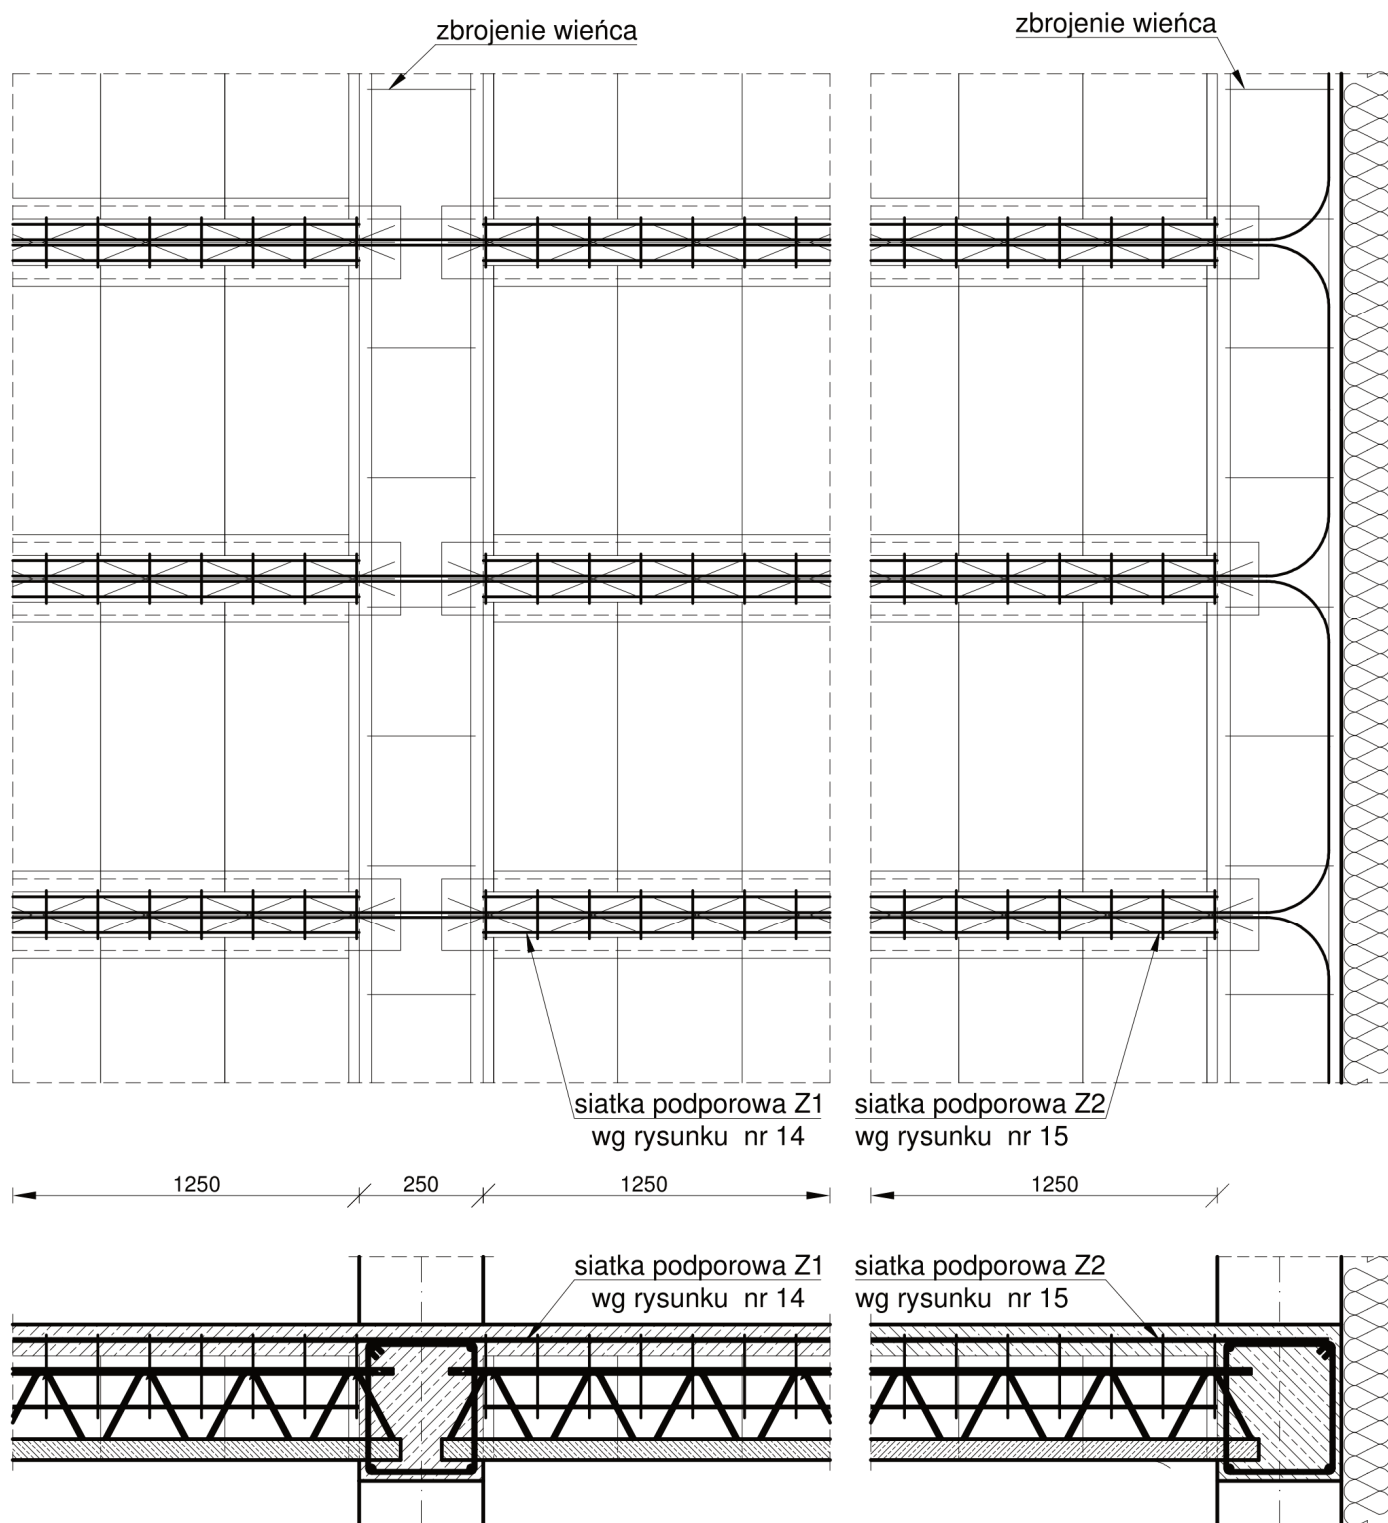 zbrojenie wieńca
zbrojenie wieńca
siatka podporowa Z1
wg rysunku nr 14
siatka podporowa Z2
wg rysunku nr 15
1250
250
1250
1250
siatka podporowa Z1
wg rysunku nr 14
siatka podporowa Z2
wg rysunku nr 15